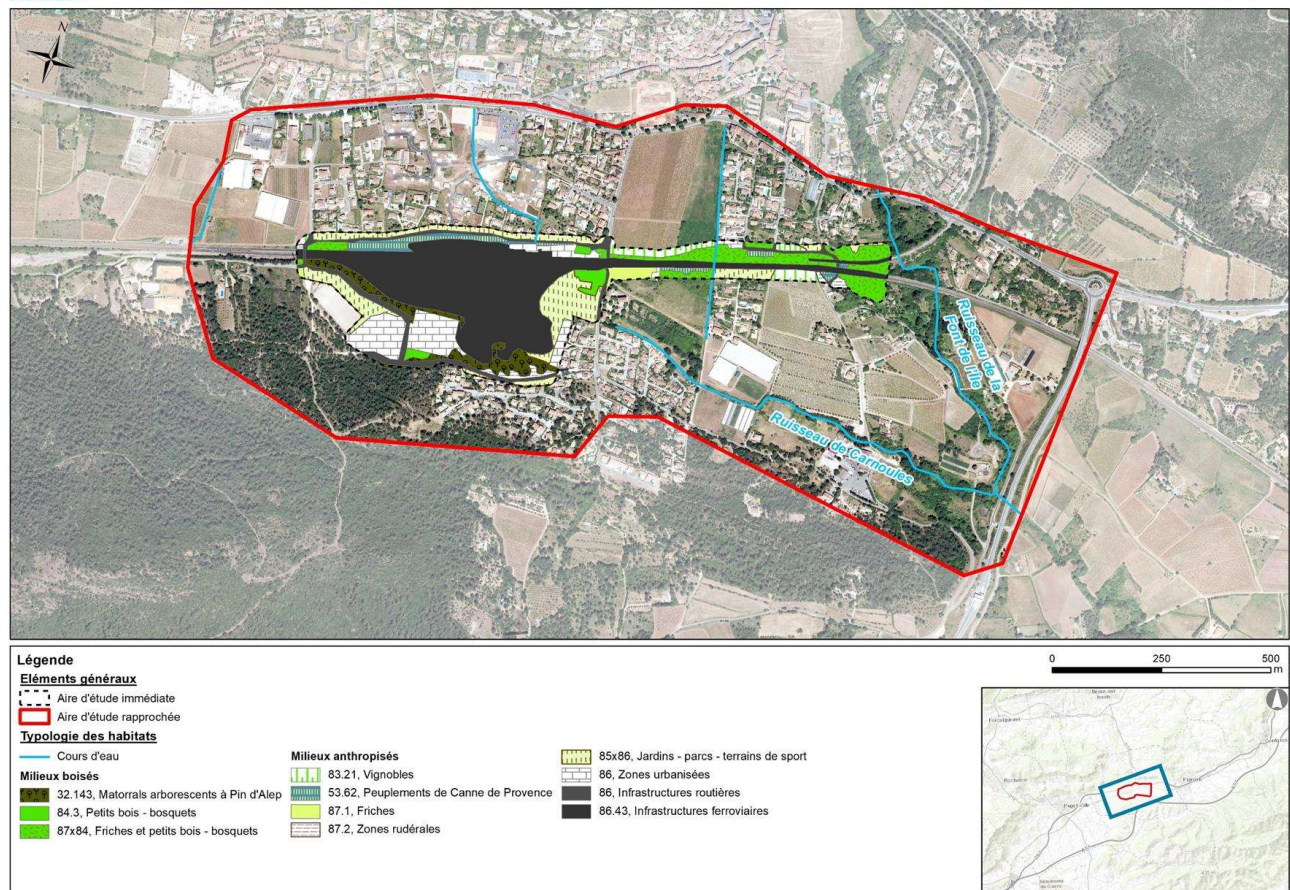 N
Ruisseau de la
Font de l'Ile
Ruisseau de Carnoules
Légende
Eléments généraux
Aire d'étude immédiate
Aire d'étude rapprochée
Typologie des habitats
Cours d'eau
Milieux boisés
32.143, Matorrals arborescents à Pin d'Alep
84.3, Petits bois - bosquets
87x84, Friches et petits bois - bosquets
Milieux anthropisés
83.21, Vignobles
53.62, Peuplements de Canne de Provence
87.1, Friches
87.2, Zones rudérales
85x86, Jardins - parcs - terrains de sport
86, Zones urbanisées
86, Infrastructures routières
86.43, Infrastructures ferroviaires
0 250 500
m